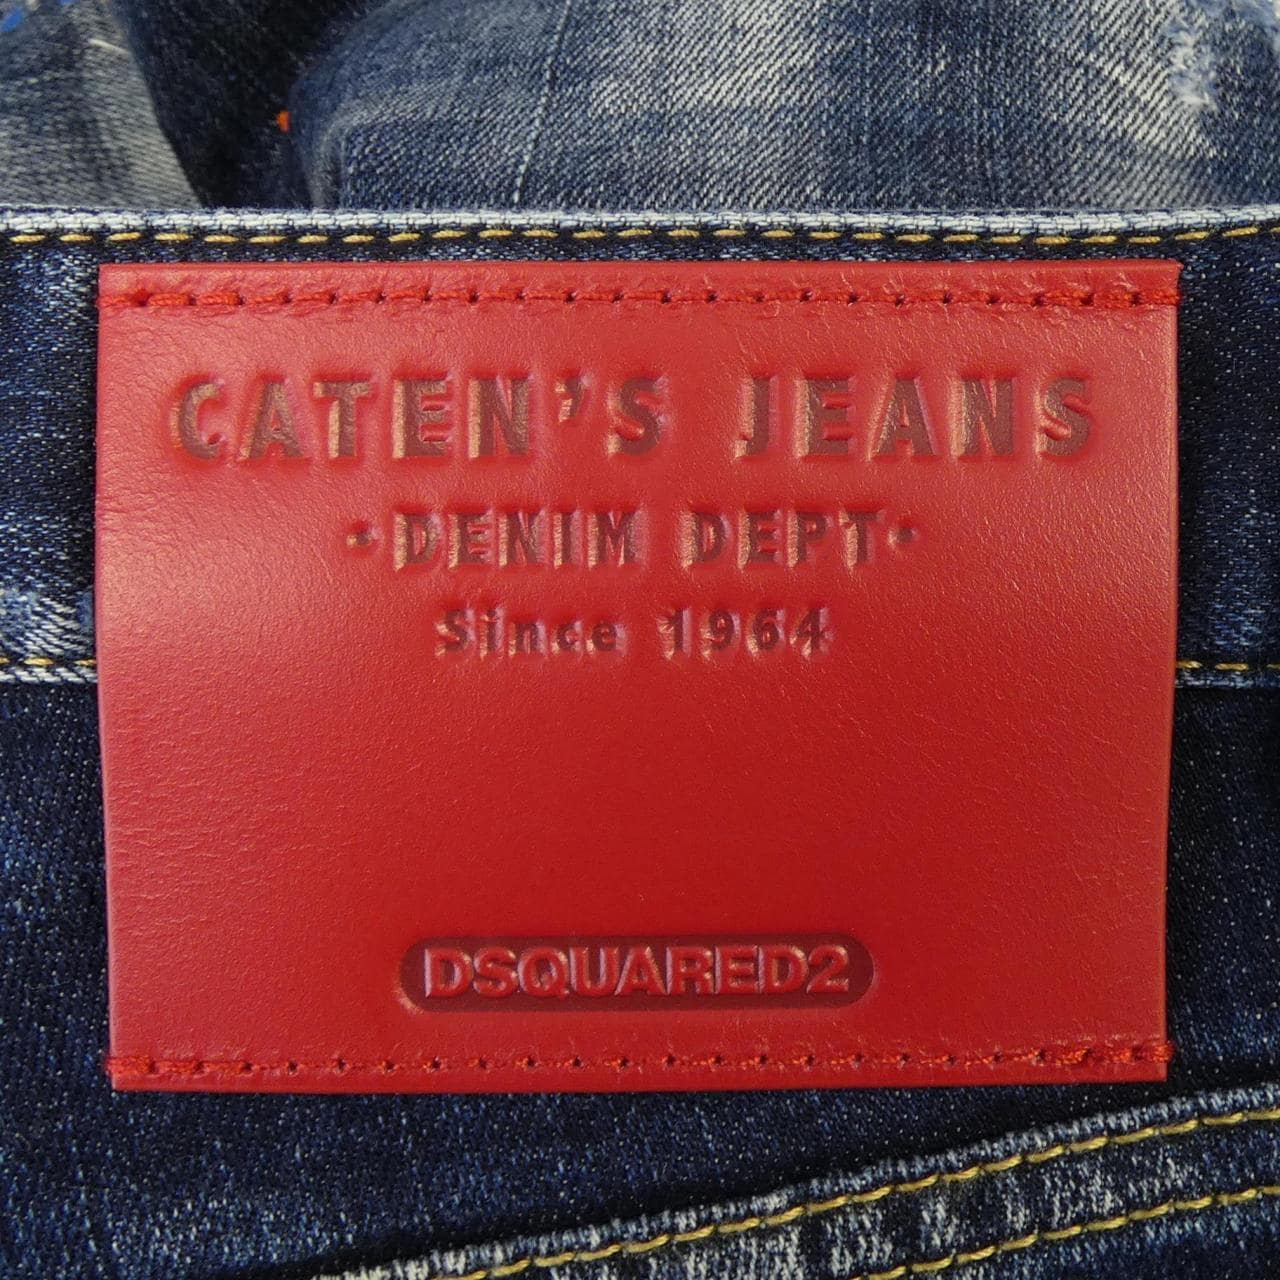 CATEN'S JEANS
·DENIM DEPT·
Since 1964
DSQUARED2